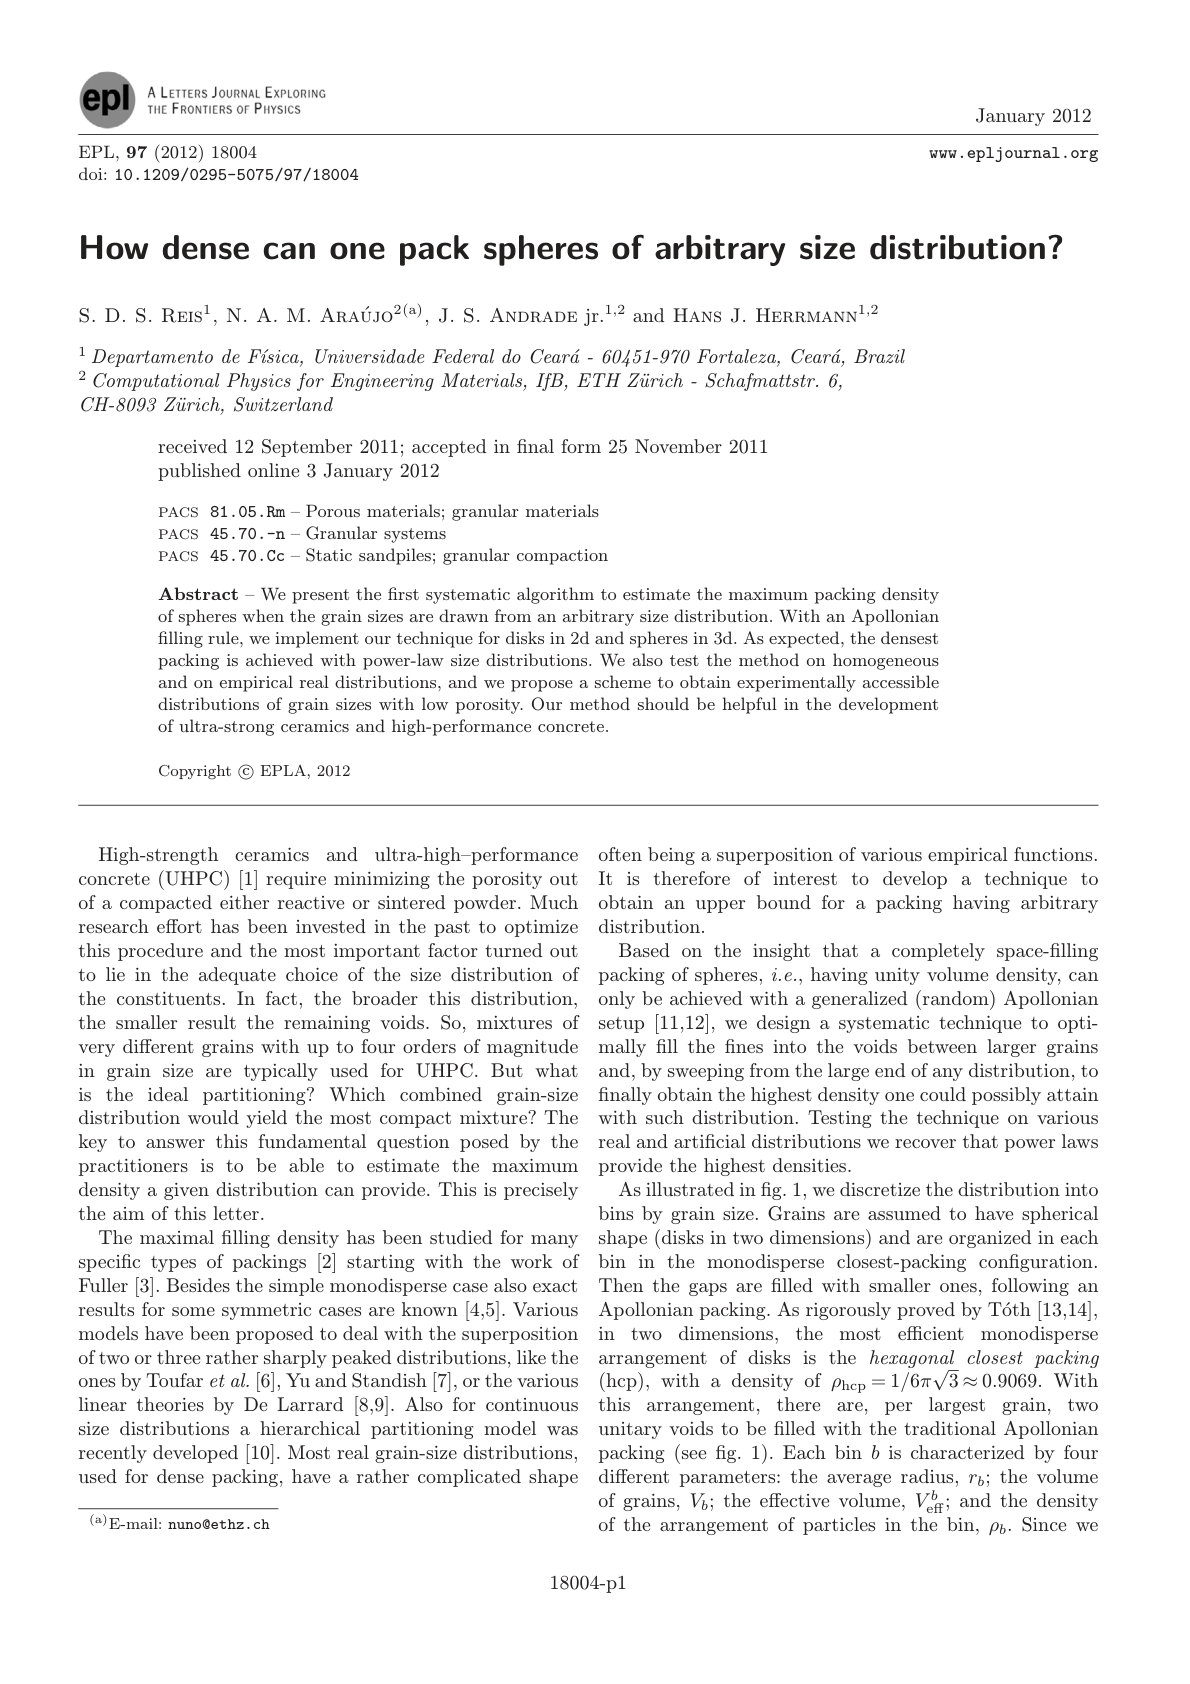 epl
A Letters Journal Exploring
the Frontiers of Physics
January 2012
EPL, 97 (2012) 18004
www.epljournal.org
doi: 10.1209/0295-5075/97/18004
How dense can one pack spheres of arbitrary size distribution?
S. D. S. Reis1, N. A. M. Araújo2(a), J. S. Andrade jr.1,2 and Hans J. Herrmann1,2
1 Departamento de Física, Universidade Federal do Ceará - 60451-970 Fortaleza, Ceará, Brazil
2 Computational Physics for Engineering Materials, IfB, ETH Zürich - Schafmattstr. 6,
CH-8093 Zürich, Switzerland
received 12 September 2011; accepted in final form 25 November 2011
published online 3 January 2012
PACS 81.05.Rm – Porous materials; granular materials
PACS 45.70.-n – Granular systems
PACS 45.70.Cc – Static sandpiles; granular compaction
Abstract – We present the first systematic algorithm to estimate the maximum packing density
of spheres when the grain sizes are drawn from an arbitrary size distribution. With an Apollonian
filling rule, we implement our technique for disks in 2d and spheres in 3d. As expected, the densest
packing is achieved with power-law size distributions. We also test the method on homogeneous
and on empirical real distributions, and we propose a scheme to obtain experimentally accessible
distributions of grain sizes with low porosity. Our method should be helpful in the development
of ultra-strong ceramics and high-performance concrete.
Copyright © EPLA, 2012
High-strength ceramics and ultra-high–performance
concrete (UHPC) [1] require minimizing the porosity out
of a compacted either reactive or sintered powder. Much
research effort has been invested in the past to optimize
this procedure and the most important factor turned out
to lie in the adequate choice of the size distribution of
the constituents. In fact, the broader this distribution,
the smaller result the remaining voids. So, mixtures of
very different grains with up to four orders of magnitude
in grain size are typically used for UHPC. But what
is the ideal partitioning? Which combined grain-size
distribution would yield the most compact mixture? The
key to answer this fundamental question posed by the
practitioners is to be able to estimate the maximum
density a given distribution can provide. This is precisely
the aim of this letter.
The maximal filling density has been studied for many
specific types of packings [2] starting with the work of
Fuller [3]. Besides the simple monodisperse case also exact
results for some symmetric cases are known [4,5]. Various
models have been proposed to deal with the superposition
of two or three rather sharply peaked distributions, like the
ones by Toufar et al. [6], Yu and Standish [7], or the various
linear theories by De Larrard [8,9]. Also for continuous
size distributions a hierarchical partitioning model was
recently developed [10]. Most real grain-size distributions,
used for dense packing, have a rather complicated shape
(a)E-mail: nuno@ethz.ch
often being a superposition of various empirical functions.
It is therefore of interest to develop a technique to
obtain an upper bound for a packing having arbitrary
distribution.
Based on the insight that a completely space-filling
packing of spheres, i.e., having unity volume density, can
only be achieved with a generalized (random) Apollonian
setup [11,12], we design a systematic technique to opti-
mally fill the fines into the voids between larger grains
and, by sweeping from the large end of any distribution, to
finally obtain the highest density one could possibly attain
with such distribution. Testing the technique on various
real and artificial distributions we recover that power laws
provide the highest densities.
As illustrated in fig. 1, we discretize the distribution into
bins by grain size. Grains are assumed to have spherical
shape (disks in two dimensions) and are organized in each
bin in the monodisperse closest-packing configuration.
Then the gaps are filled with smaller ones, following an
Apollonian packing. As rigorously proved by Tóth [13,14],
in two dimensions, the most efficient monodisperse
arrangement of disks is the hexagonal closest packing
(hcp), with a density of ρhcp = 1/6π√3 ≈ 0.9069. With
this arrangement, there are, per largest grain, two
unitary voids to be filled with the traditional Apollonian
packing (see fig. 1). Each bin b is characterized by four
different parameters: the average radius, rb; the volume
of grains, Vb; the effective volume, Vbeff; and the density
of the arrangement of particles in the bin, ρb. Since we
18004-p1